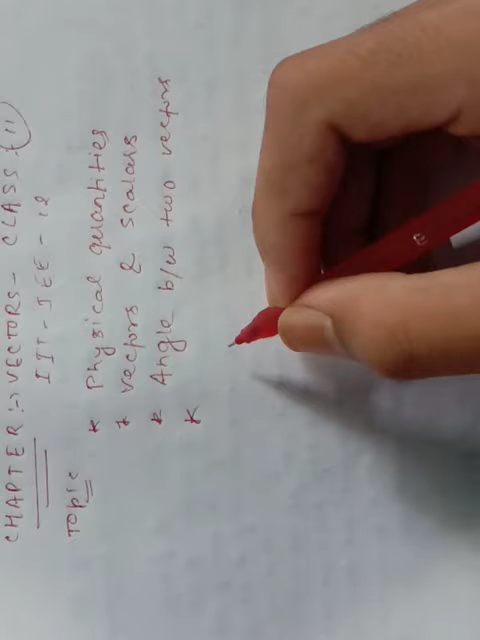 CHAPTER :-> VECTORS - CLASS - (11)
IIT - JEE - 12
Topic
* Physical quantities
* vectors & scalars
* Angle b/w two vectors
*